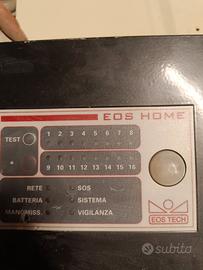 EOS HOME
TEST
1 2 3 4 5 6 7 8
9 10 11 12 13 14 15 16
RETE SOS
BATTERIA SISTEMA
MANOMISS. VIGILANZA
EOS TECH
subito